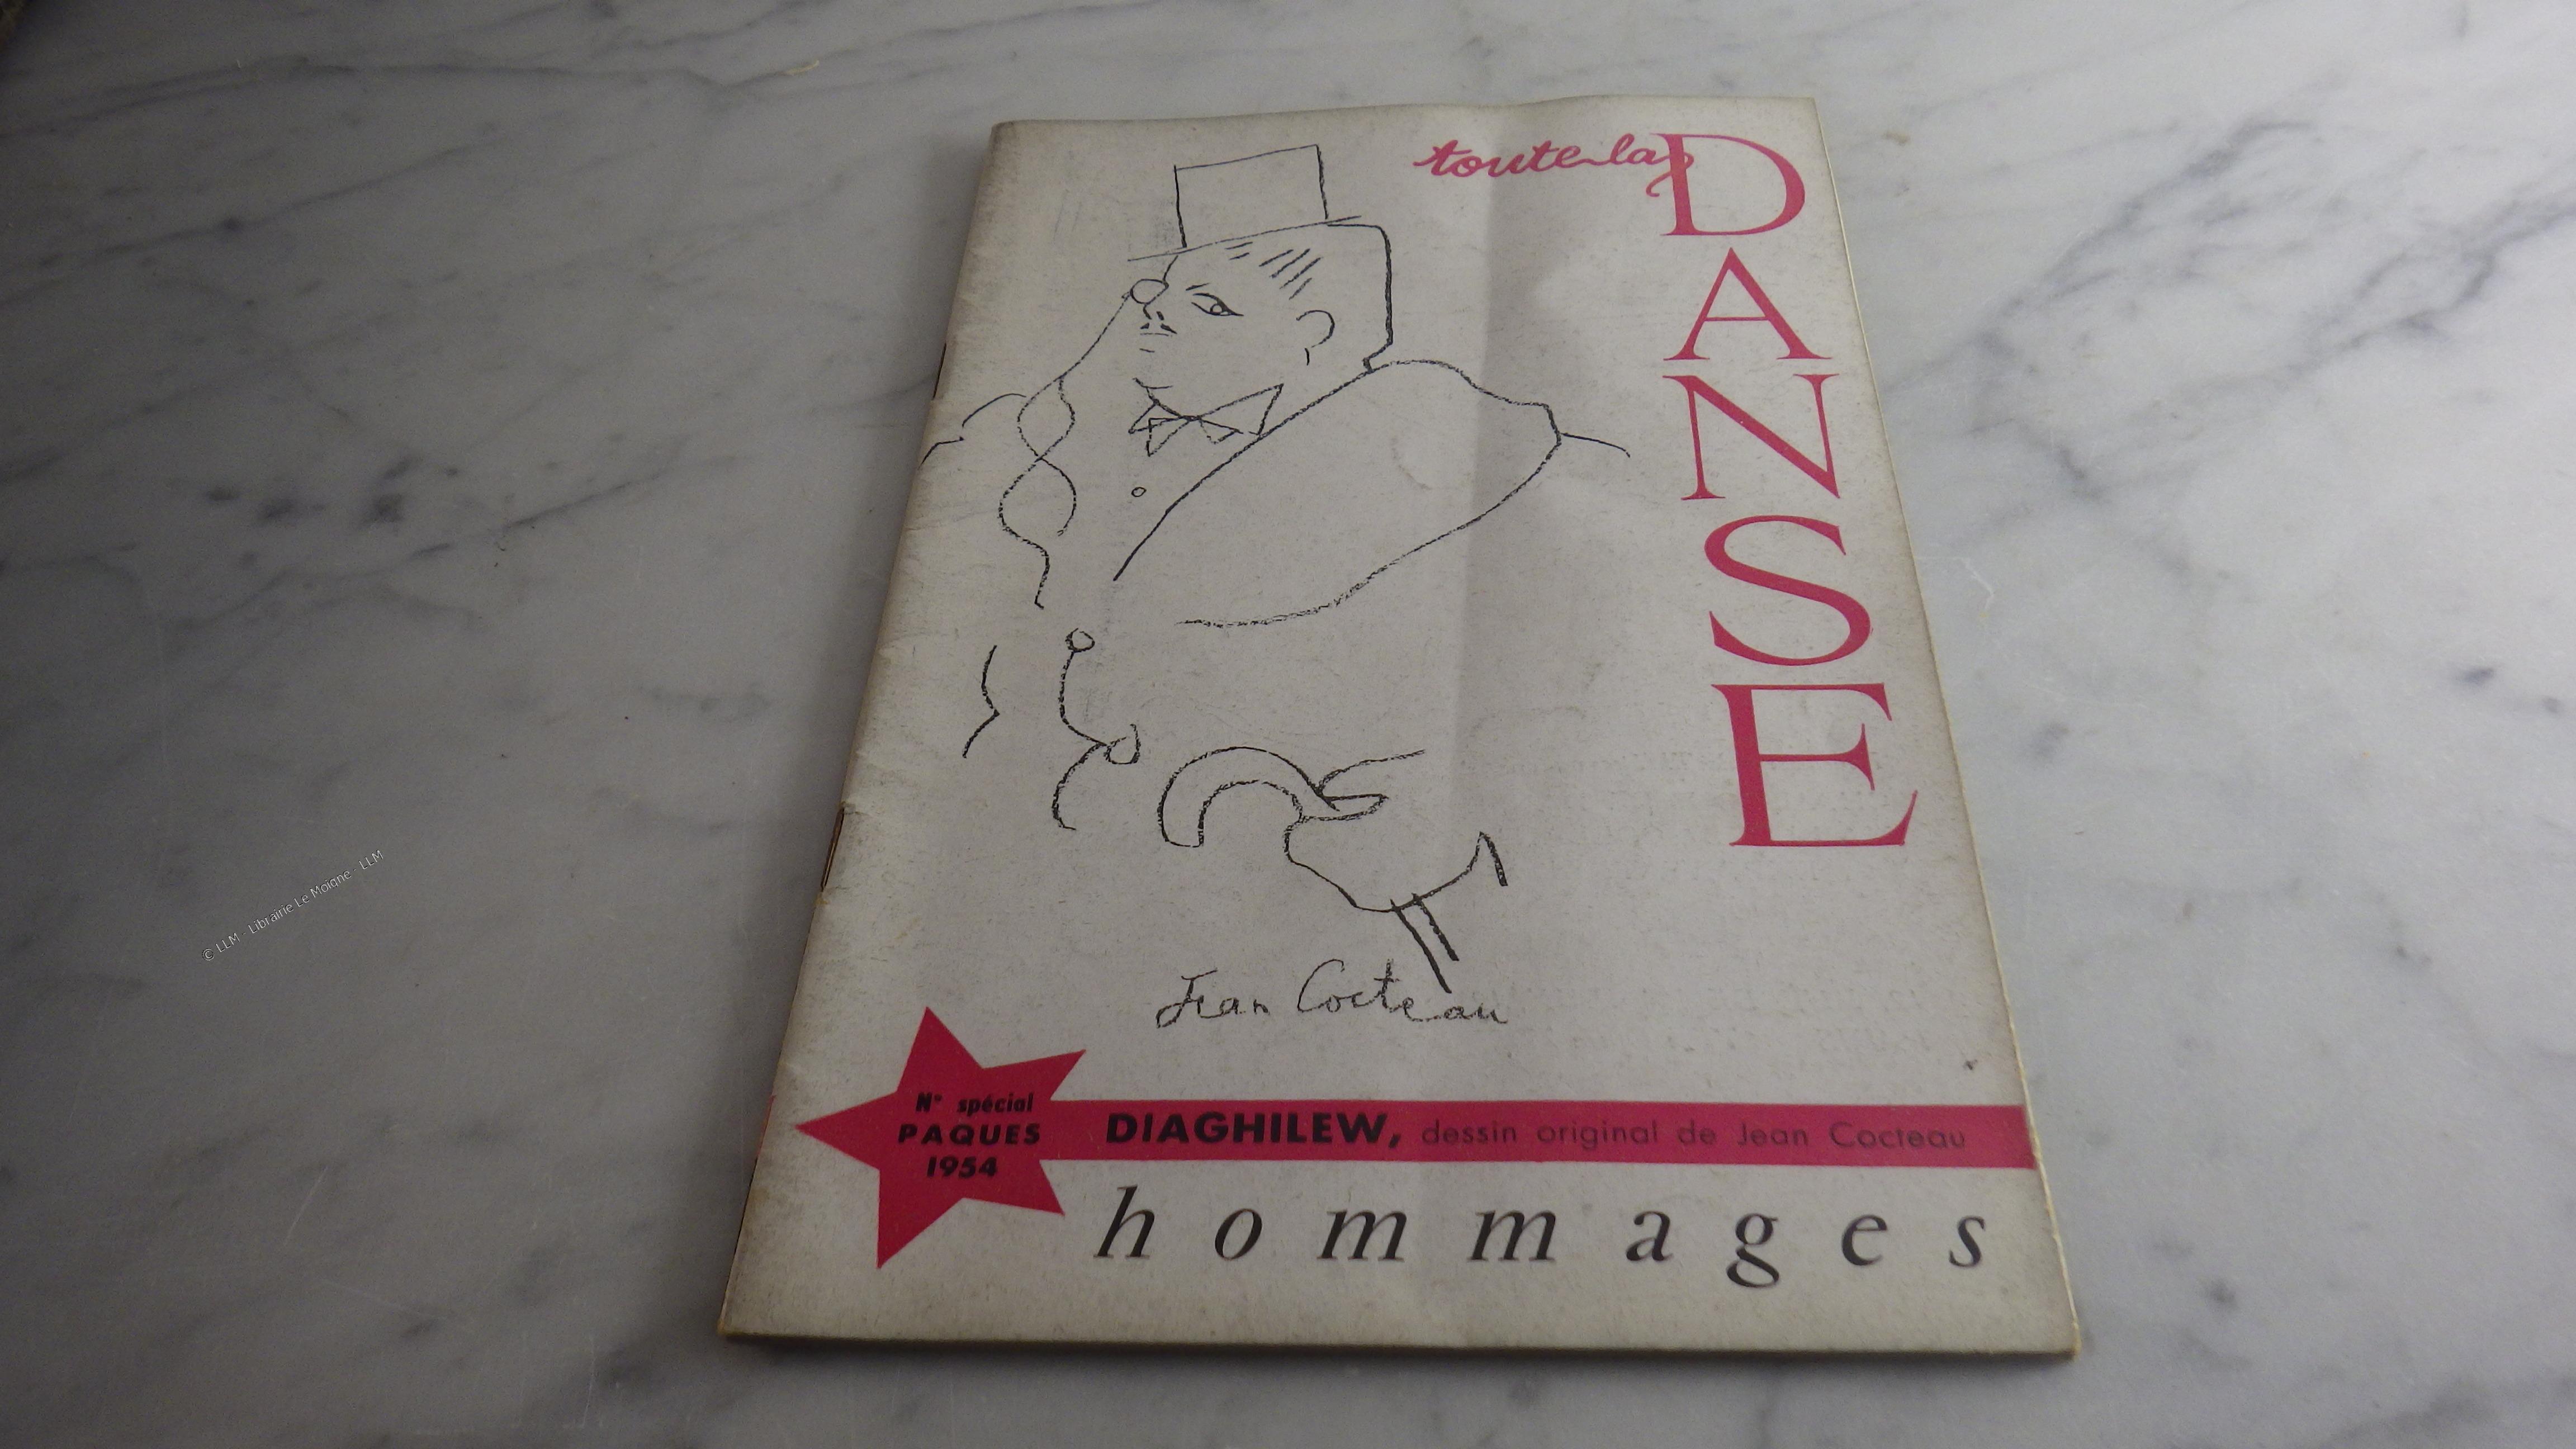 toute la
DANSE
Jean Cocteau
N° spécial
PAQUES
1954
DIAGHILEW, dessin original de Jean Cocteau
hommages
© LLM - Librairie Le Moigne - LLM